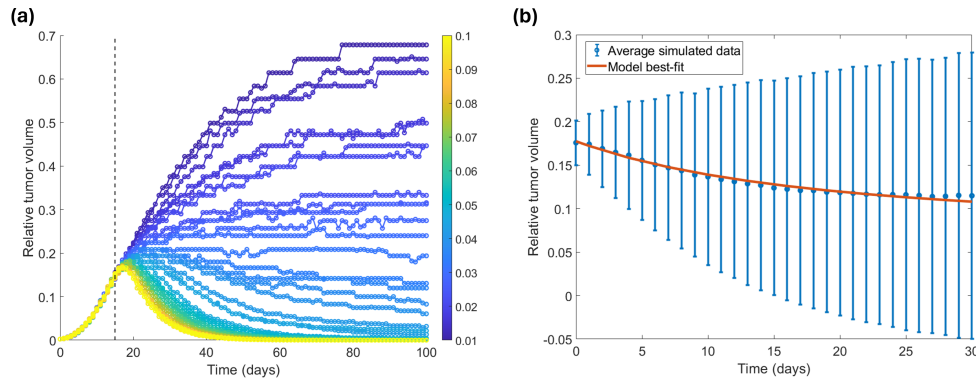 (a)
Relative tumor volume
0.7
0.6
0.5
0.4
0.3
0.2
0.1
0
0 20 40 60 80 100
Time (days)
0.1
0.09
0.08
0.07
0.06
0.05
0.04
0.03
0.02
0.01
(b)
Average simulated data
Model best-fit
Relative tumor volume
0.3
0.25
0.2
0.15
0.1
0.05
0
-0.05
0 5 10 15 20 25 30
Time (days)